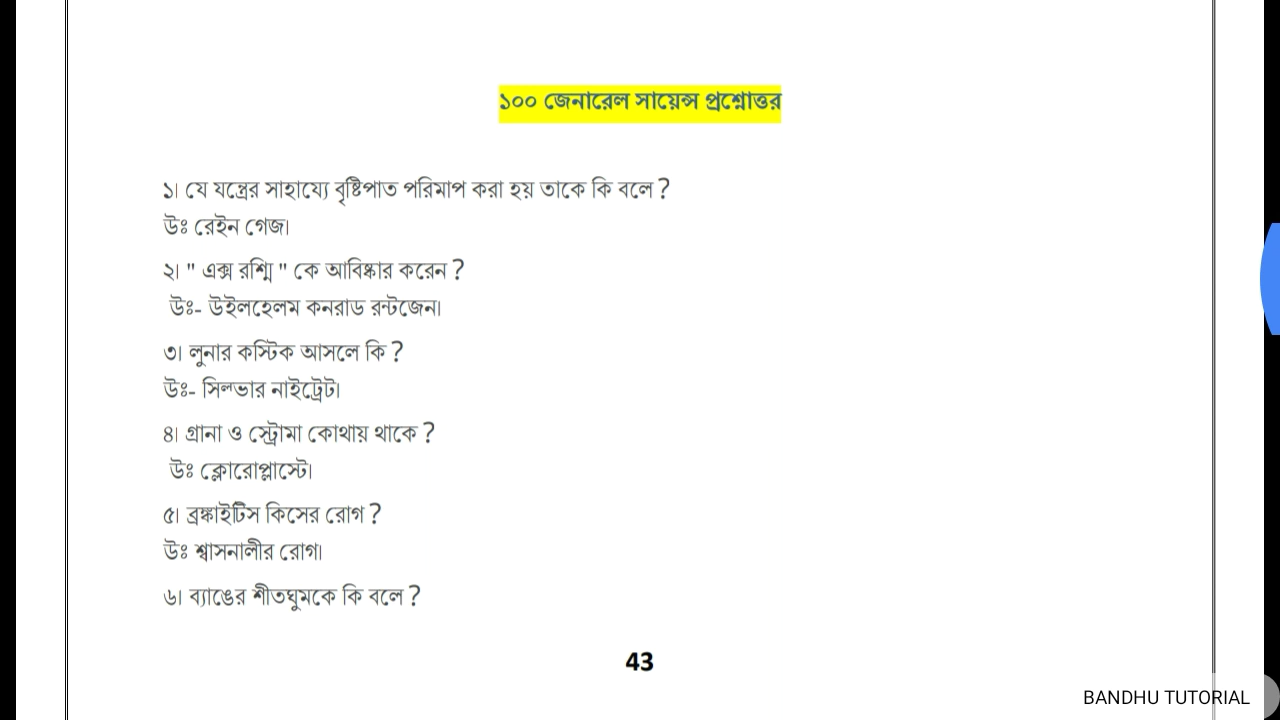 ১০০ জেনারেল সায়েন্স প্রশ্নোত্তর
১। যে যন্ত্রের সাহায্যে বৃষ্টিপাত পরিমাপ করা হয় তাকে কি বলে ?
উঃ রেইন গেজ।
২। " এক্স রশ্মি " কে আবিষ্কার করেন ?
উঃ- উইলহেলম কনরাড রন্টজেন।
৩। লুনার কস্টিক আসলে কি ?
উঃ- সিলভার নাইট্রেট।
৪। গ্রানা ও স্ট্রোমা কোথায় থাকে ?
উঃ ক্লোরোপ্লাস্টে।
৫। ব্রঙ্কাইটিস কিসের রোগ ?
উঃ শ্বাসনালীর রোগ।
৬। ব্যাঙের শীতঘুমকে কি বলে ?
43
BANDHU TUTORIAL